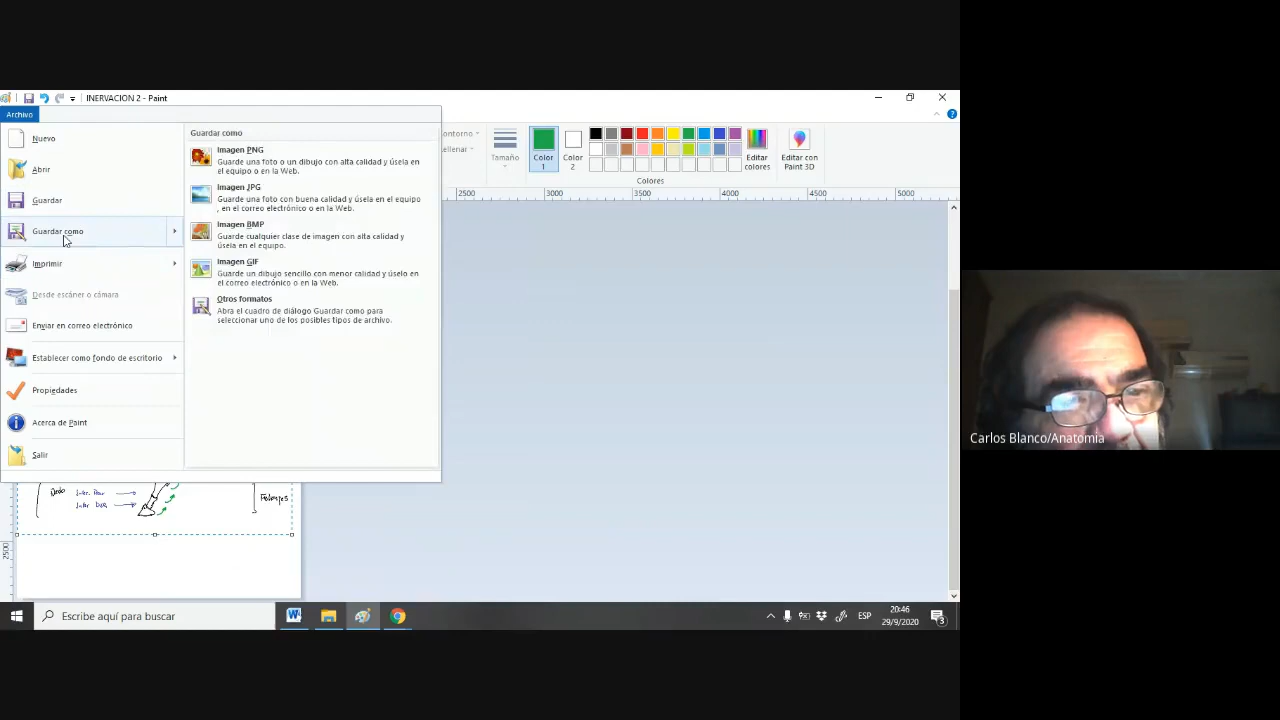 INERVACION 2 - Paint
Archivo
Nuevo
Abrir
Guardar
Guardar como
Imprimir
Desde escáner o cámara
Enviar en correo electrónico
Establecer como fondo de escritorio
Propiedades
Acerca de Paint
Salir
Guardar como
Imagen PNG
Guarde una foto o un dibujo con alta calidad y úsela en
el equipo o en la Web.
Imagen JPG
Guarde una foto con buena calidad y úsela en el equipo
, en el correo electrónico o en la Web.
Imagen BMP
Guarde cualquier clase de imagen con alta calidad y
úsela en el equipo.
Imagen GIF
Guarde un dibujo sencillo con menor calidad y úselo en
el correo electrónico o en la Web.
Otros formatos
Abra el cuadro de diálogo Guardar como para
seleccionar uno de los posibles tipos de archivo.
ontorno
ellenar
Tamaño
Color
1
Color
2
Editar
colores
Editar con
Paint 3D
Colores
2500 3000 3500 4000 4500 5000
2500
Dedo
Falanges
Carlos Blanco/Anatomia
Escribe aquí para buscar
ESP
20:46
29/9/2020
3